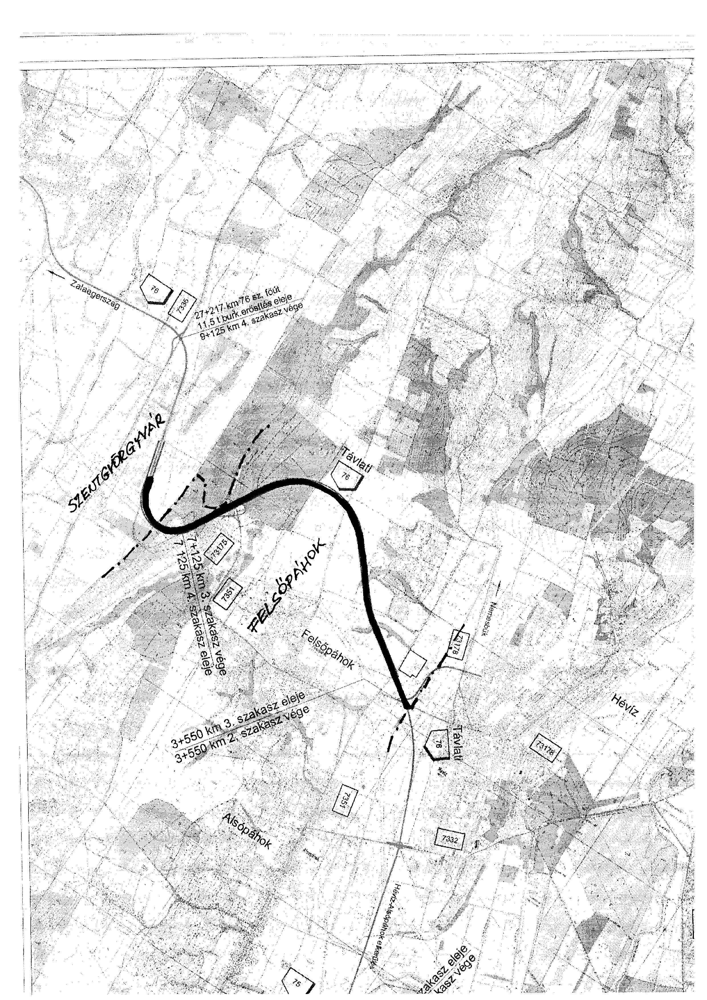 Zalaegerszeg
76
7335
27+217 km 76 sz. főút
11,5 t burk.erősítés eleje
9+125 km 4. szakasz vége
SZENTGYÖRGYVÁR
Távlati
76
73175
7+125 km 3. szakasz vége
7 125 km 4. szakasz eleje
7351
FELSŐPÁHOK
Felsőpáhok
Nemesbük
73178
3+550 km 3. szakasz eleje
3+550 km 2. szakasz vége
Hévíz
Távlati
76
73178
7351
Alsópáhok
7332
Hévíz-Alsópáhok elkerülés
zakasz eleje
kasz vége
75